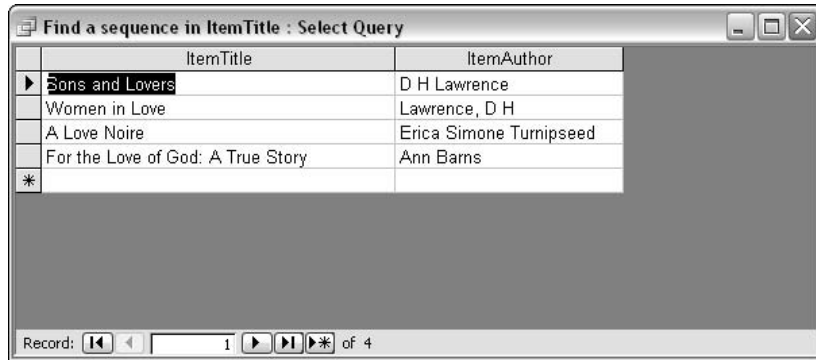 Find a sequence in ItemTitle : Select Query
ItemTitle ItemAuthor
Sons and Lovers D H Lawrence
Women in Love Lawrence, D H
A Love Noire Erica Simone Turnipseed
For the Love of God: A True Story Ann Barns
Record: 1 of 4